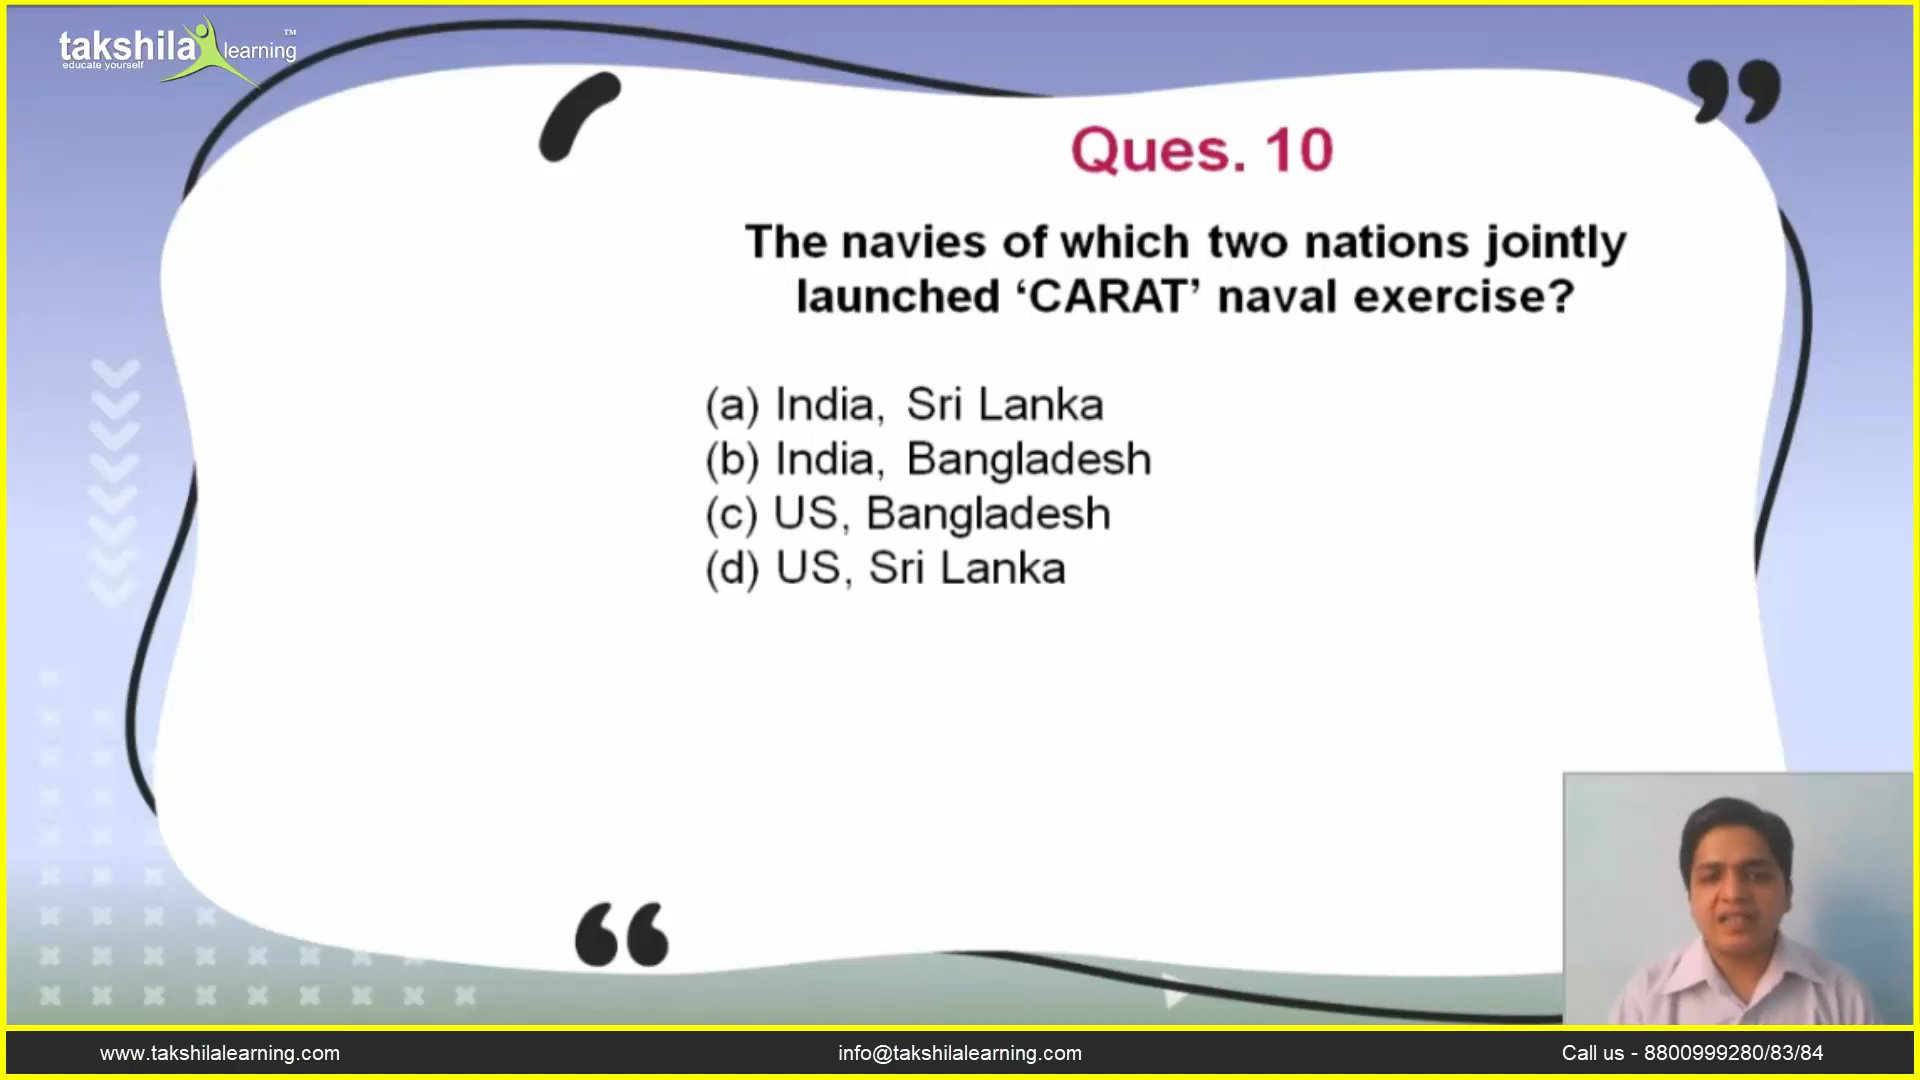 takshila learning ™
educate yourself
Ques. 10
The navies of which two nations jointly
launched ‘CARAT’ naval exercise?
(a) India, Sri Lanka
(b) India, Bangladesh
(c) US, Bangladesh
(d) US, Sri Lanka
www.takshilalearning.com
info@takshilalearning.com
Call us - 8800999280/83/84